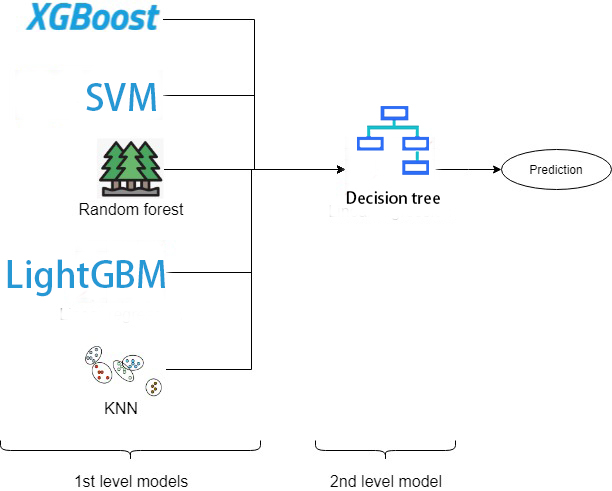 XGBoost
SVM
Random forest
LightGBM
KNN
Decision tree
Prediction
1st level models
2nd level model